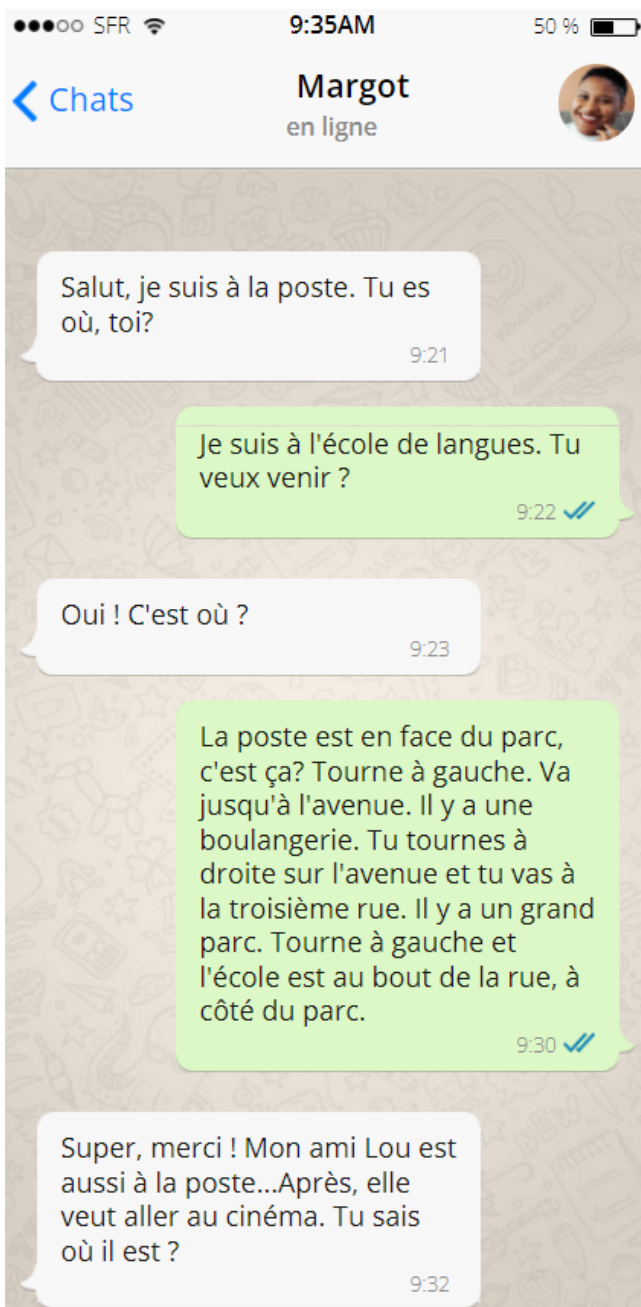 ●●●○○ SFR 9:35AM 50 %
Chats
Margot
en ligne
Salut, je suis à la poste. Tu es
où, toi?
9:21
Je suis à l'école de langues. Tu
veux venir ?
9:22
Oui ! C'est où ?
9:23
La poste est en face du parc,
c'est ça? Tourne à gauche. Va
jusqu'à l'avenue. Il y a une
boulangerie. Tu tournes à
droite sur l'avenue et tu vas à
la troisième rue. Il y a un grand
parc. Tourne à gauche et
l'école est au bout de la rue, à
côté du parc.
9:30
Super, merci ! Mon ami Lou est
aussi à la poste...Après, elle
veut aller au cinéma. Tu sais
où il est ?
9:32